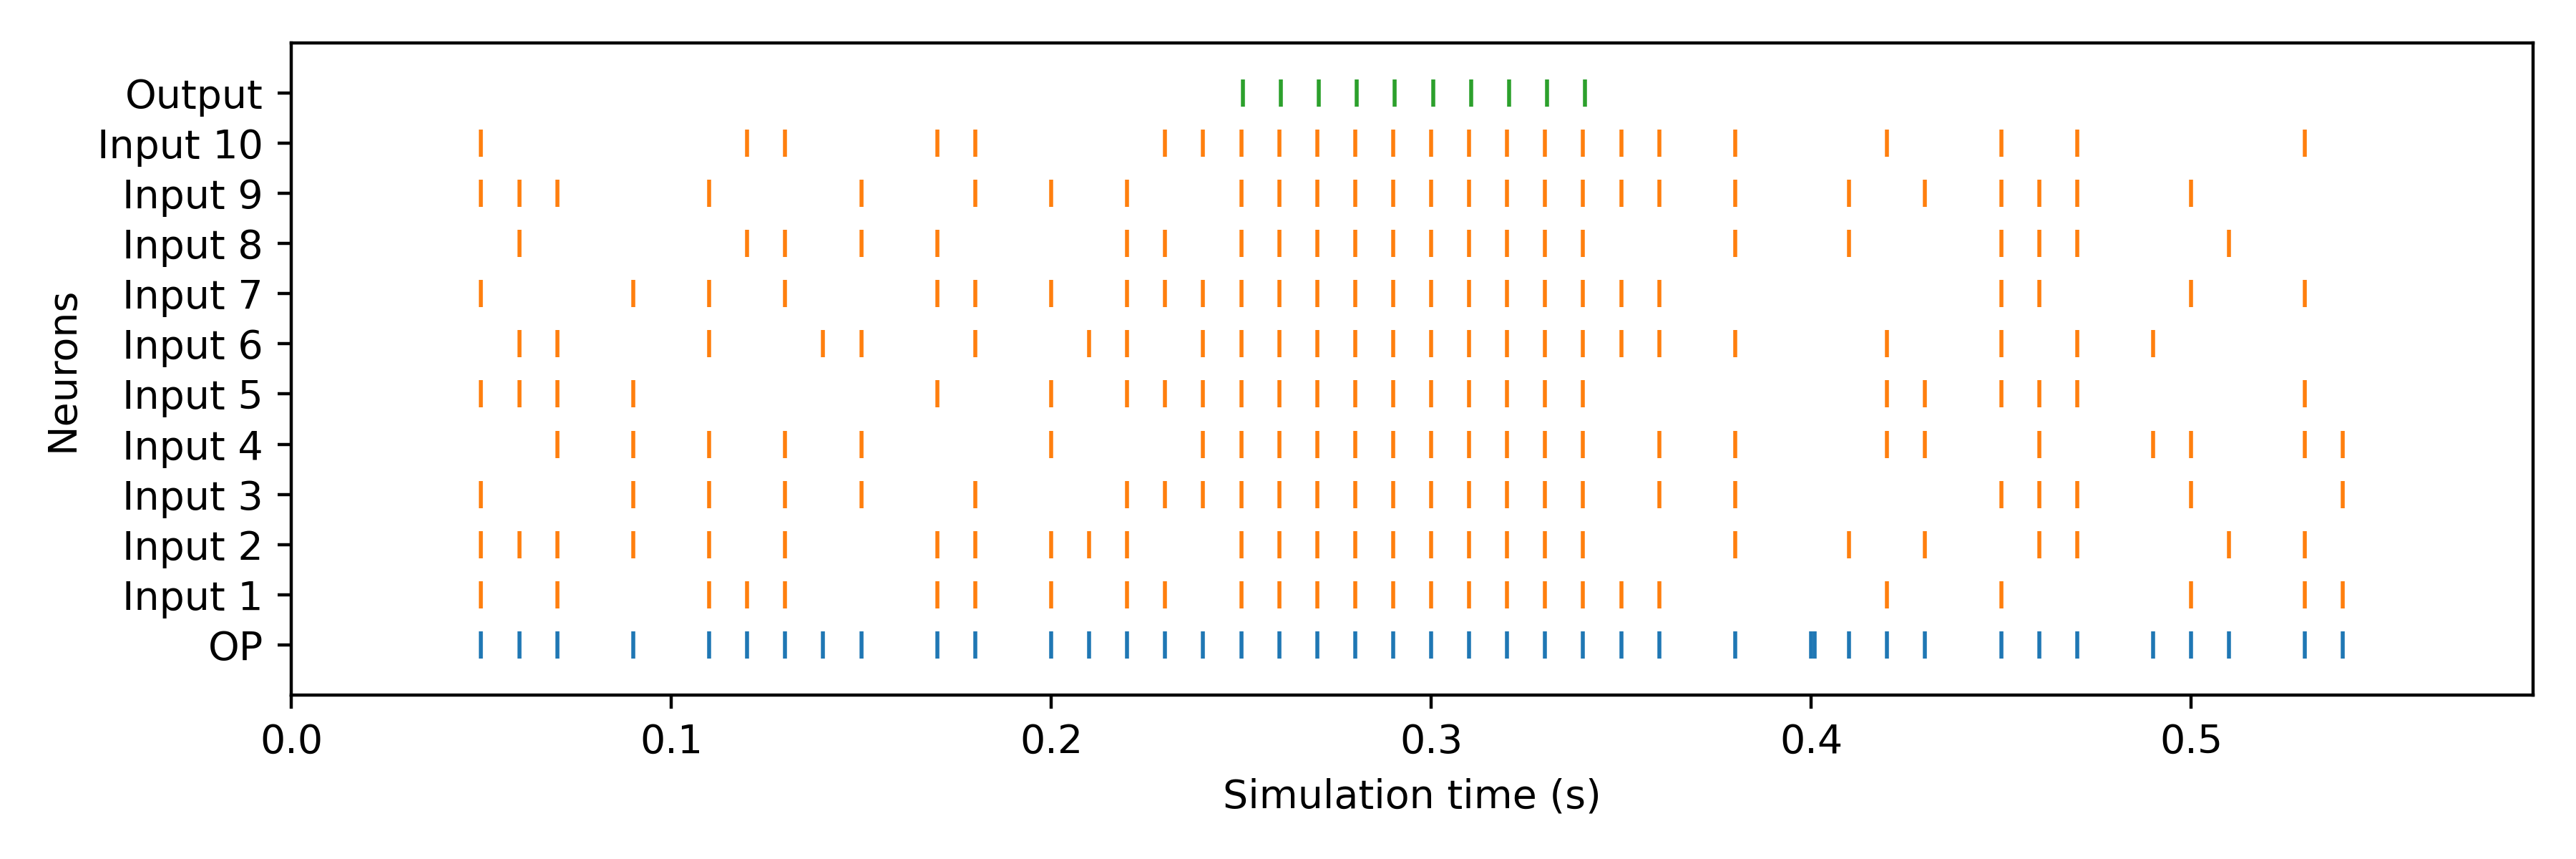 Output
Input 10
Input 9
Input 8
Input 7
Input 6
Input 5
Input 4
Input 3
Input 2
Input 1
OP
Neurons
0.0 0.1 0.2 0.3 0.4 0.5
Simulation time (s)